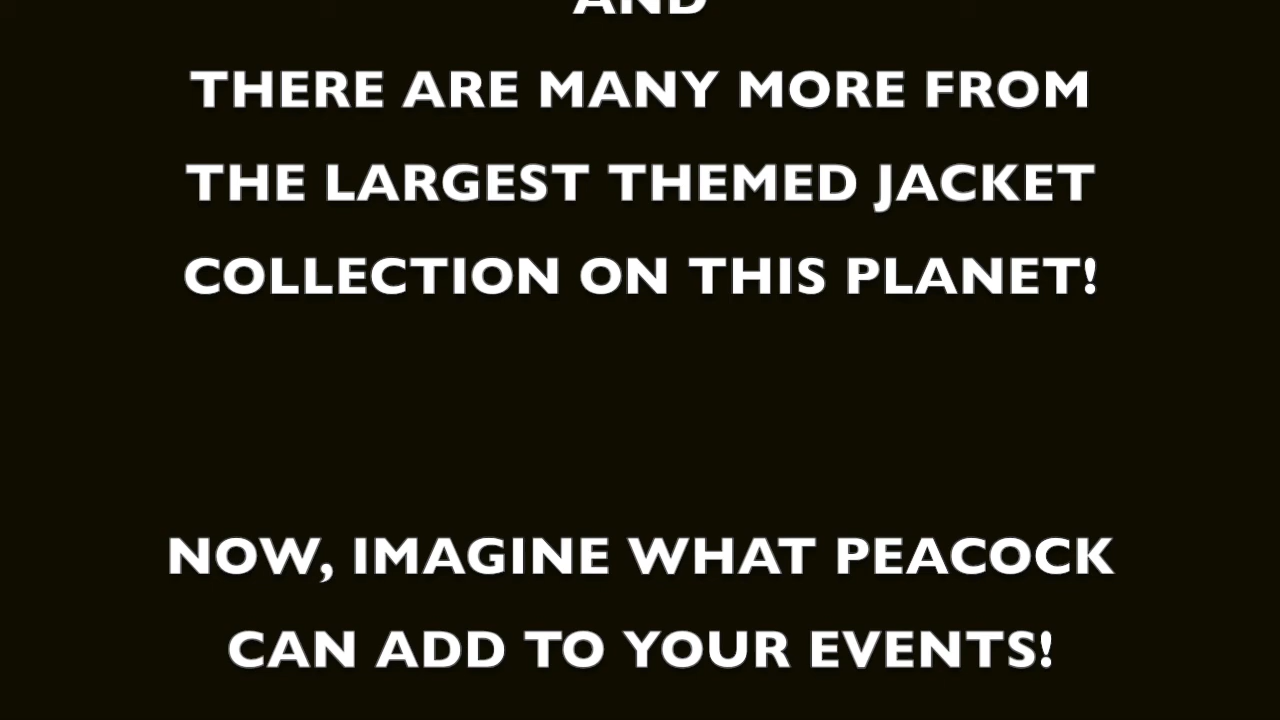 AND
THERE ARE MANY MORE FROM
THE LARGEST THEMED JACKET
COLLECTION ON THIS PLANET!
NOW, IMAGINE WHAT PEACOCK
CAN ADD TO YOUR EVENTS!